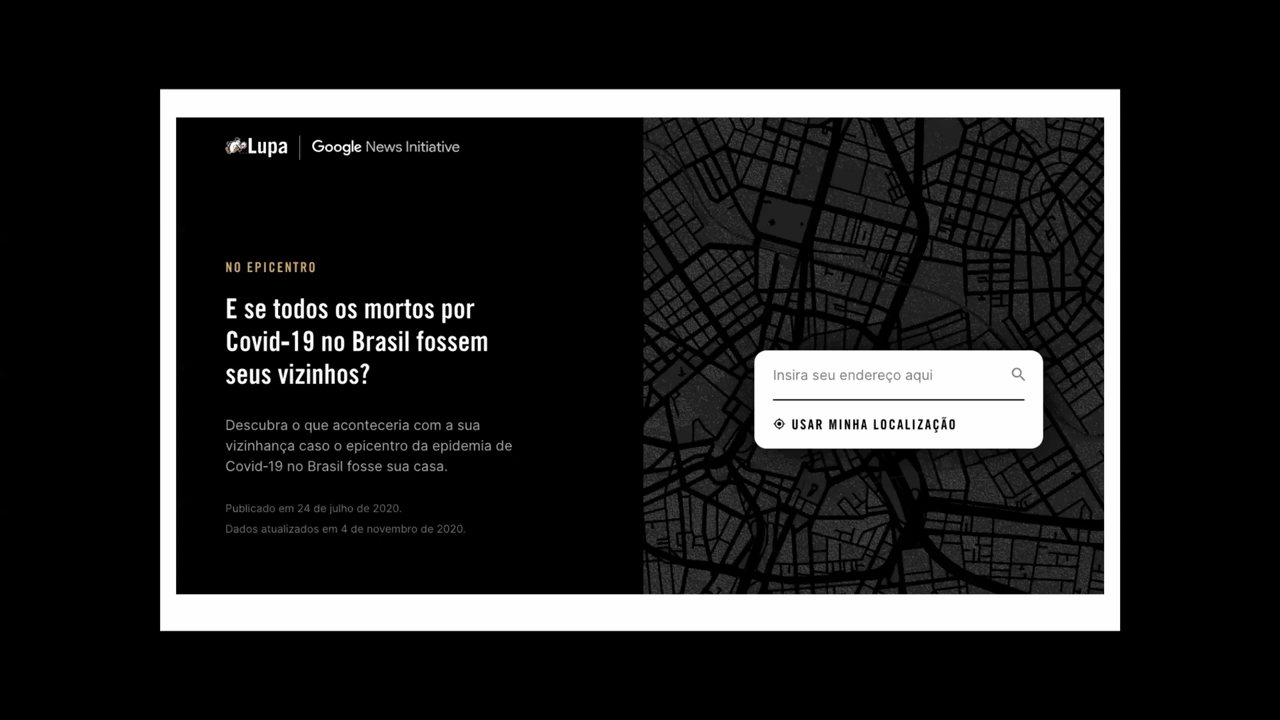 Lupa
Google News Initiative
NO EPICENTRO
E se todos os mortos por
Covid-19 no Brasil fossem
seus vizinhos?
Descubra o que aconteceria com a sua
vizinhança caso o epicentro da epidemia de
Covid-19 no Brasil fosse sua casa.
Publicado em 24 de julho de 2020.
Dados atualizados em 4 de novembro de 2020.
Insira seu endereço aqui
USAR MINHA LOCALIZAÇÃO